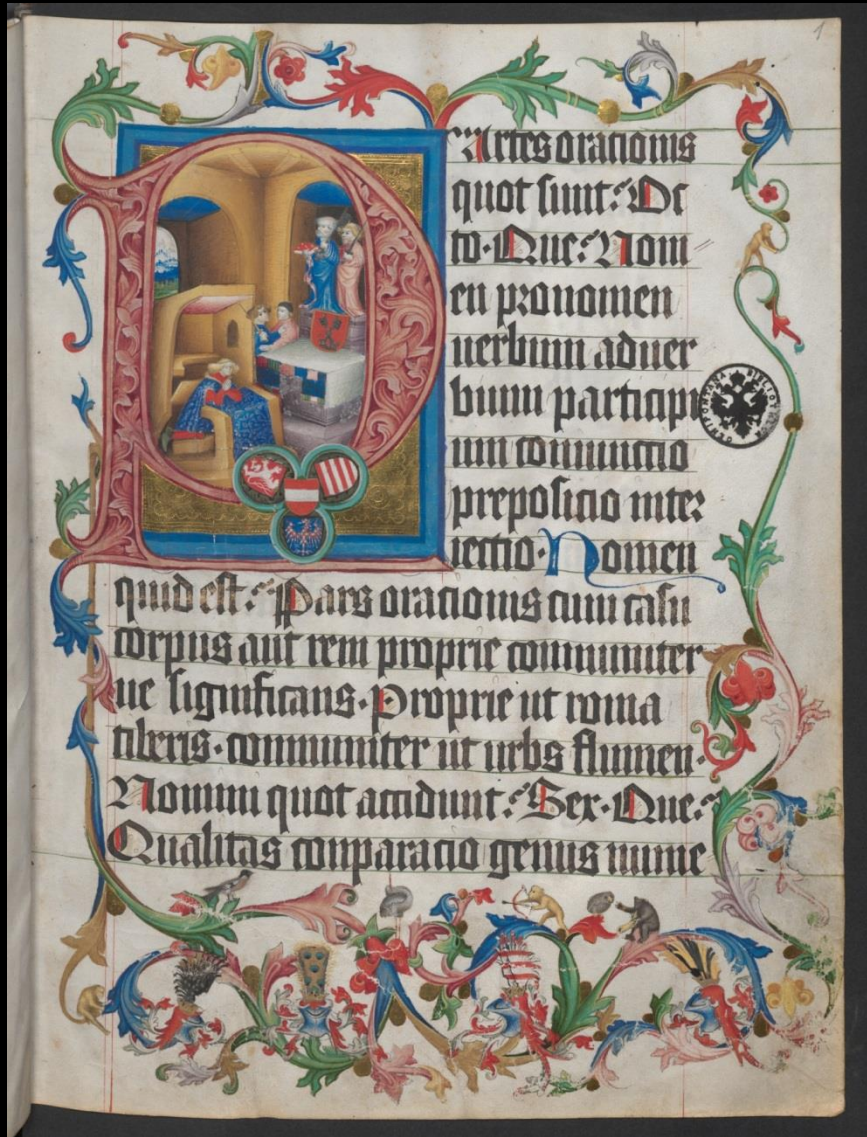 1
PArtes oracionis
quot sunt? Oc
to. Que? Nom
en pronomen
uerbum aduer
bium participi
um coniunctio
preposicio inter
iectio. Nomen
quid est? Pars oracionis cum casu
corpus aut rem proprie communiter
ue significans. Proprie ut roma
tiberis. communiter ut urbs flumen.
Nomini quot accidunt? Sex. Que?
Qualitas conparacio genus nume